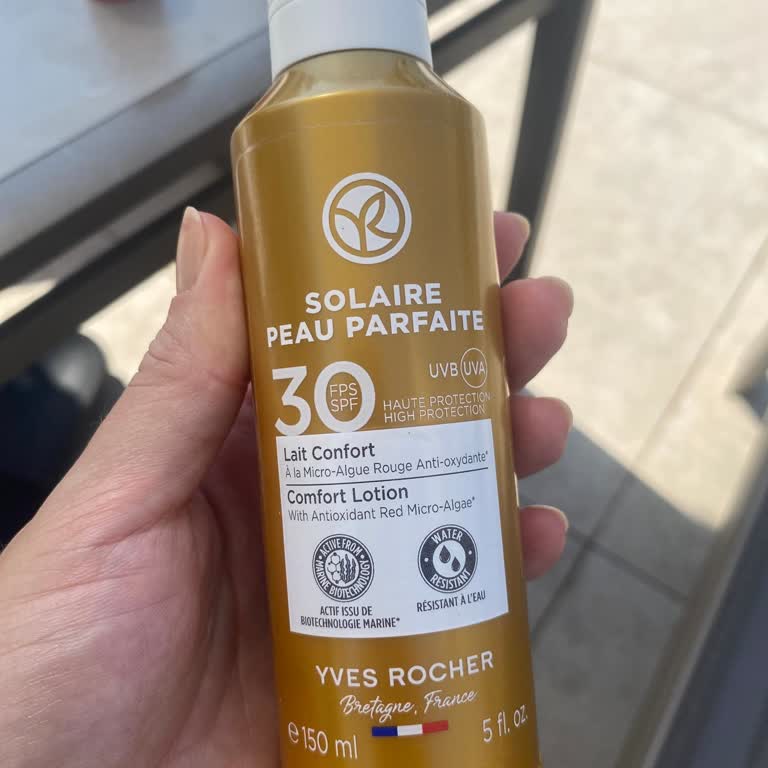 YR
SOLAIRE
PEAU PARFAITE
30 FPS SPF
UVB UVA
HAUTE PROTECTION
HIGH PROTECTION
Lait Confort
À la Micro-Algue Rouge Anti-oxydante*
Comfort Lotion
With Antioxidant Red Micro-Algae*
ACTIVE FROM MARINE BIOTECHNOLOGY
ACTIF ISSU DE
BIOTECHNOLOGIE MARINE*
WATER RESISTANT
RÉSISTANT À L'EAU
YVES ROCHER
Bretagne, France
e 150 ml
5 fl. oz.